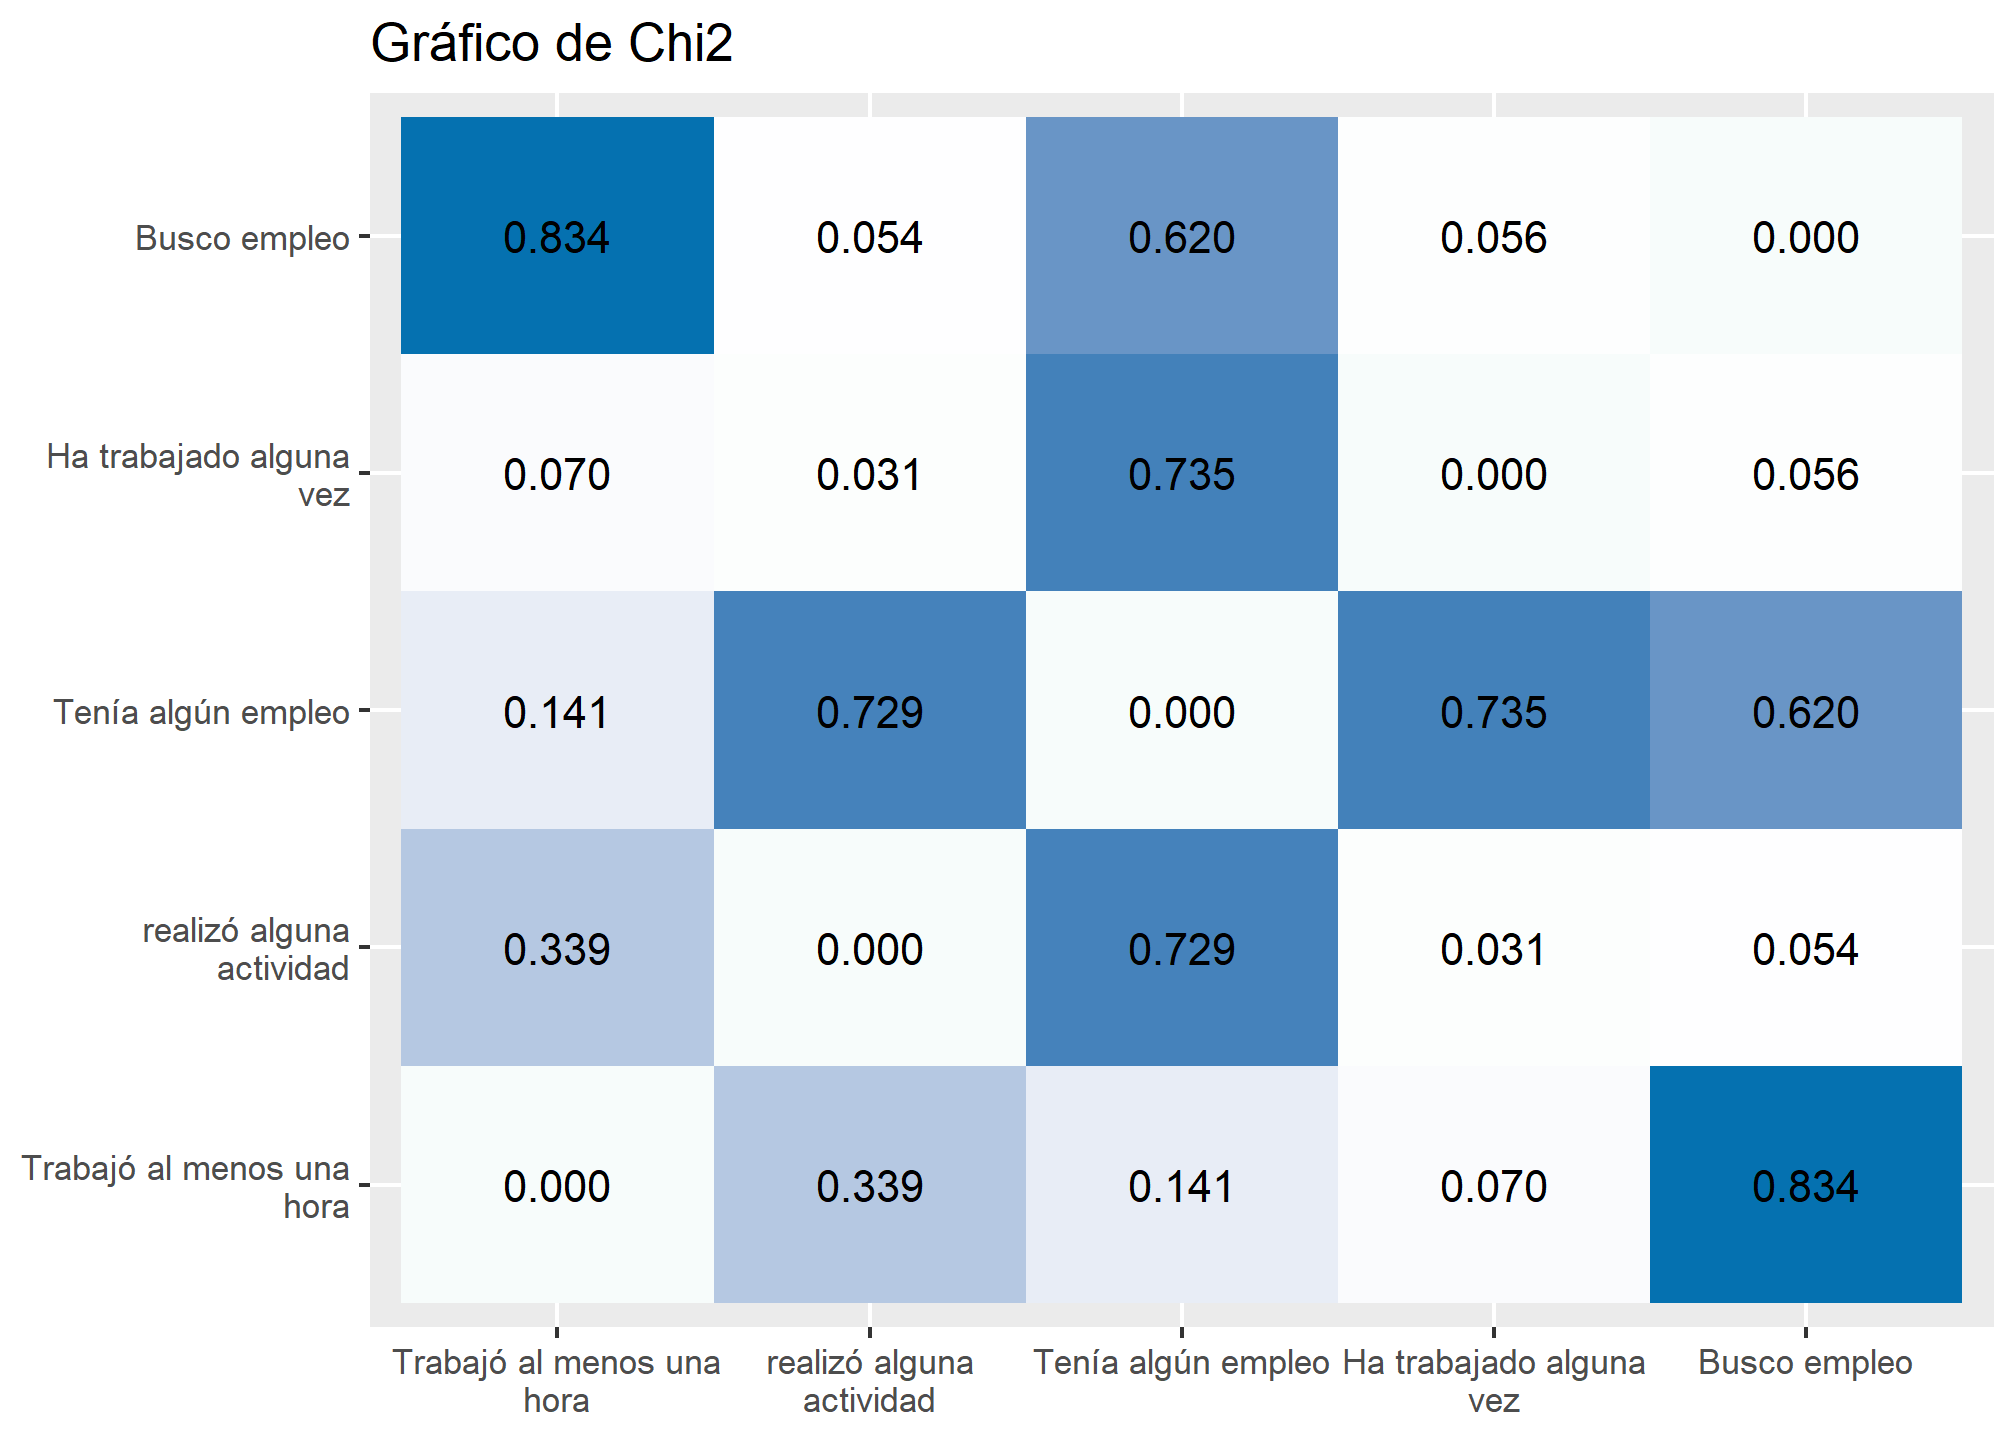 Gráfico de Chi2
Busco empleo
0.834 0.054 0.620 0.056 0.000
Ha trabajado alguna
vez
0.070 0.031 0.735 0.000 0.056
Tenía algún empleo
0.141 0.729 0.000 0.735 0.620
realizó alguna
actividad
0.339 0.000 0.729 0.031 0.054
Trabajó al menos una
hora
0.000 0.339 0.141 0.070 0.834
Trabajó al menos una
hora
realizó alguna
actividad
Tenía algún empleo
Ha trabajado alguna
vez
Busco empleo